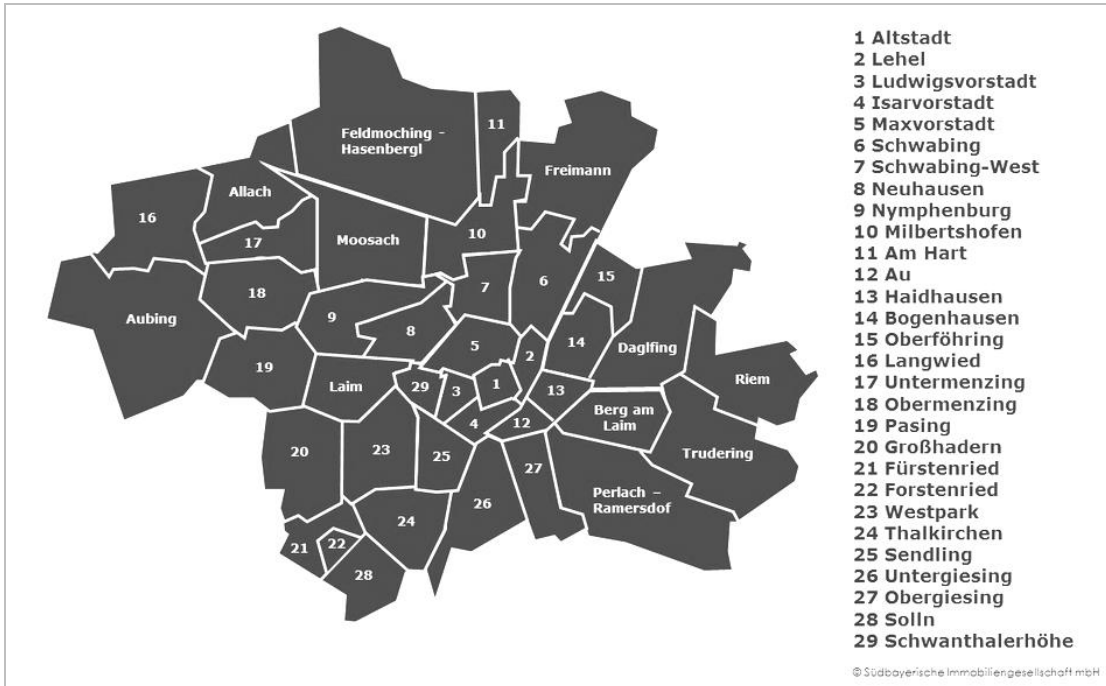 11
Feldmoching -
Hasenbergl
Freimann
Allach
16
10
17
Moosach
15
6
7
18
9
Aubing
8
5
2
14
Daglfing
19
Laim
29
3
1
13
Riem
4
12
Berg am
Laim
20
23
25
27
Trudering
26
Perlach –
Ramersdof
24
21
22
28
1 Altstadt
2 Lehel
3 Ludwigsvorstadt
4 Isarvorstadt
5 Maxvorstadt
6 Schwabing
7 Schwabing-West
8 Neuhausen
9 Nymphenburg
10 Milbertshofen
11 Am Hart
12 Au
13 Haidhausen
14 Bogenhausen
15 Oberföhring
16 Langwied
17 Untermenzing
18 Obermenzing
19 Pasing
20 Großhadern
21 Fürstenried
22 Forstenried
23 Westpark
24 Thalkirchen
25 Sendling
26 Untergiesing
27 Obergiesing
28 Solln
29 Schwanthalerhöhe
© Südbayerische Immobiliengesellschaft mbH